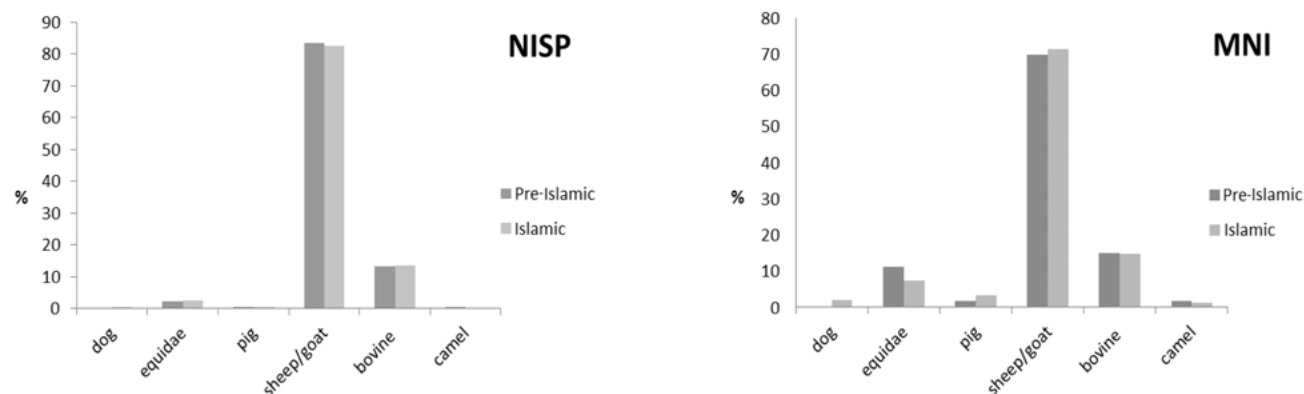 NISP
90
80
70
60
50
40
30
20
10
0
%
Pre-Islamic
Islamic
dog
equidae
pig
sheep/goat
bovine
camel
MNI
80
70
60
50
40
30
20
10
0
%
Pre-Islamic
Islamic
dog
equidae
pig
sheep/goat
bovine
camel